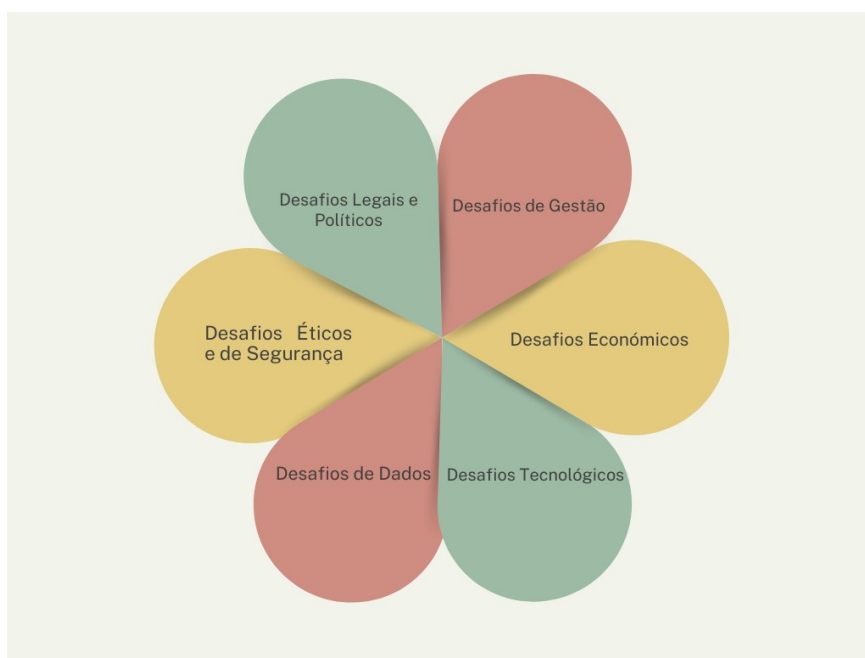 Desafios Legais e
Políticos
Desafios de Gestão
Desafios Éticos
e de Segurança
Desafios Económicos
Desafios de Dados
Desafios Tecnológicos